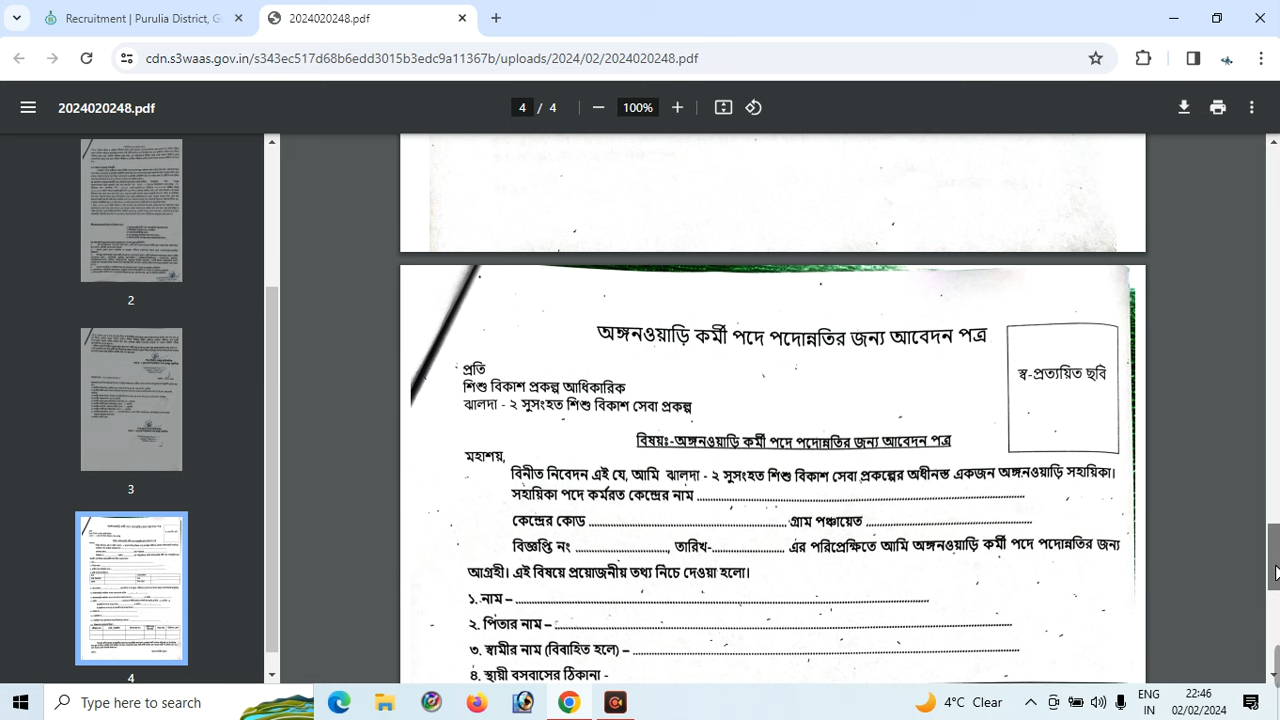 Recruitment | Purulia District, G
2024020248.pdf
cdn.s3waas.gov.in/s343ec517d68b6edd3015b3edc9a11367b/uploads/2024/02/2024020248.pdf
2024020248.pdf
4 / 4
100%
2
3
4
অঙ্গনওয়াড়ি কর্মী পদে পদোন্নতির জন্য আবেদন পত্র
স্ব-প্রত্যয়িত ছবি
প্রতি
শিশু বিকাশ প্রকল্প আধিকারিক
ঝালদা - ২ সুসংহত শিশু বিকাশ সেবা প্রকল্প
বিষয়ঃ-অঙ্গনওয়াড়ি কর্মী পদে পদোন্নতির জন্য আবেদন পত্র
মহাশয়,
বিনীত নিবেদন এই যে, আমি ঝালদা - ২ সুসংহত শিশু বিকাশ সেবা প্রকল্পের অধীনস্ত একজন অঙ্গনওয়াড়ি সহায়িকা।
সহায়িকা পদে কর্মরত কেন্দ্রের নাম
কোড গ্রাম পঞ্চায়েত
তারিখ- এই পরিপ্রেক্ষিতে আমি অঙ্গনওয়াড়ি কর্মী পদে পদোন্নতির জন্য
আগ্রহী। তথ্য নিচে দেওয়া হলো।
১. নাম –
২. পিতার নাম –
৩. স্বামীর নাম (বিবাহিত হলে) –
৪. স্থায়ী বসবাসের ঠিকানা -
Type here to search
4°C Clear
ENG
IN
22:46
02/02/2024